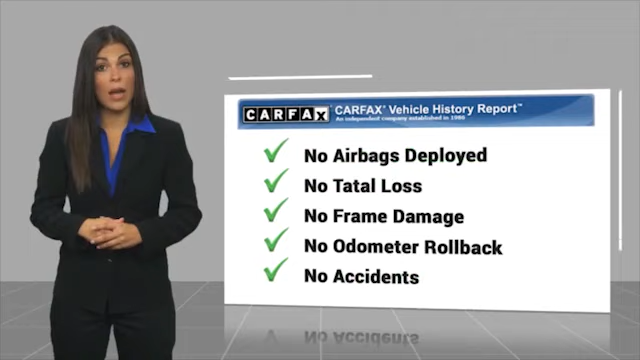 CARFAX CARFAX® Vehicle History Report™
An independent company established in 1986
No Airbags Deployed
No Tatal Loss
No Frame Damage
No Odometer Rollback
No Accidents